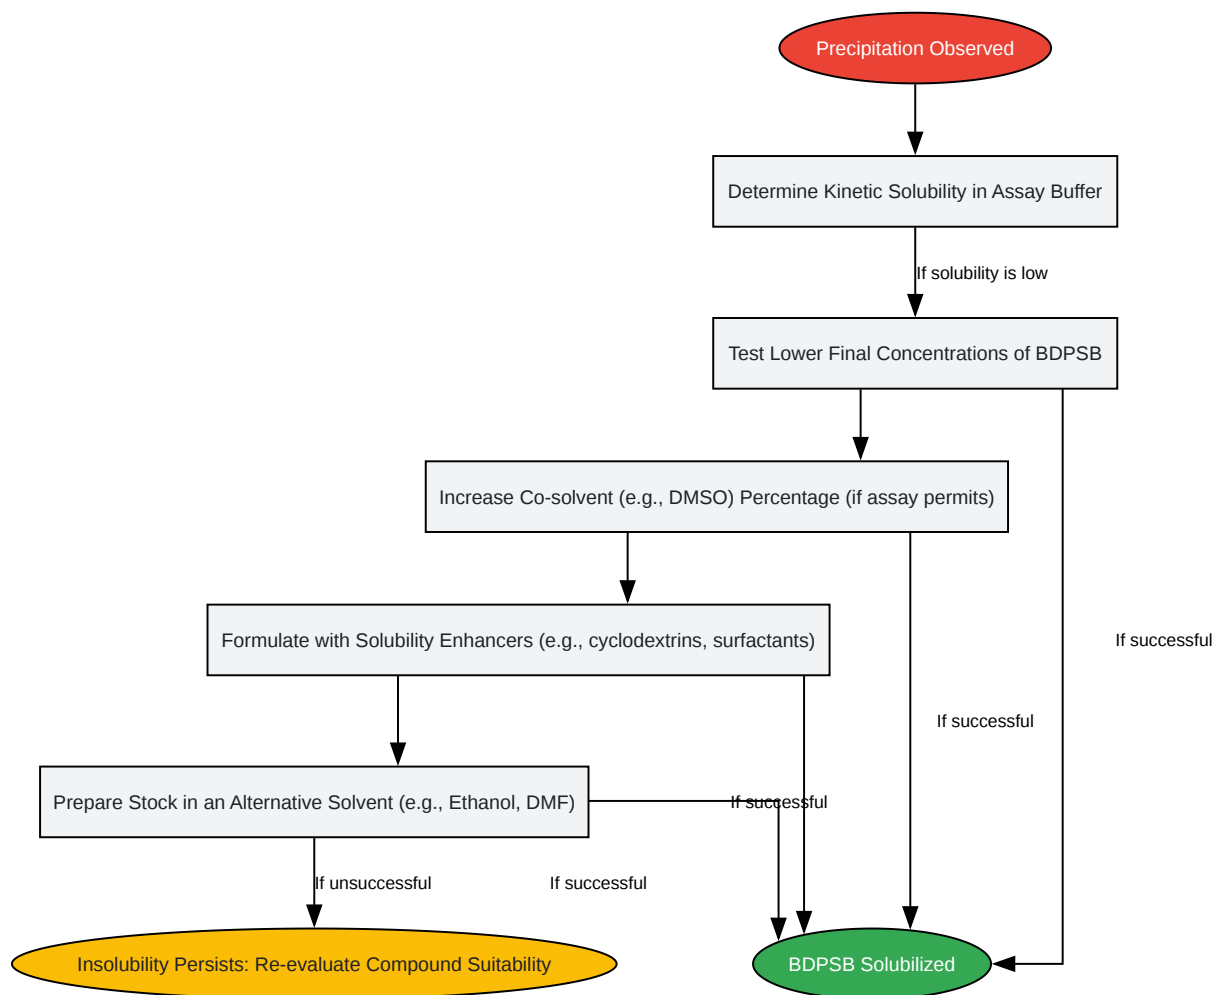 Precipitation Observed
Determine Kinetic Solubility in Assay Buffer
If solubility is low
Test Lower Final Concentrations of BDPSB
Increase Co-solvent (e.g., DMSO) Percentage (if assay permits)
Formulate with Solubility Enhancers (e.g., cyclodextrins, surfactants)
If successful
If successful
Prepare Stock in an Alternative Solvent (e.g., Ethanol, DMF)
If successful
If unsuccessful
If successful
Insolubility Persists: Re-evaluate Compound Suitability
BDPSB Solubilized